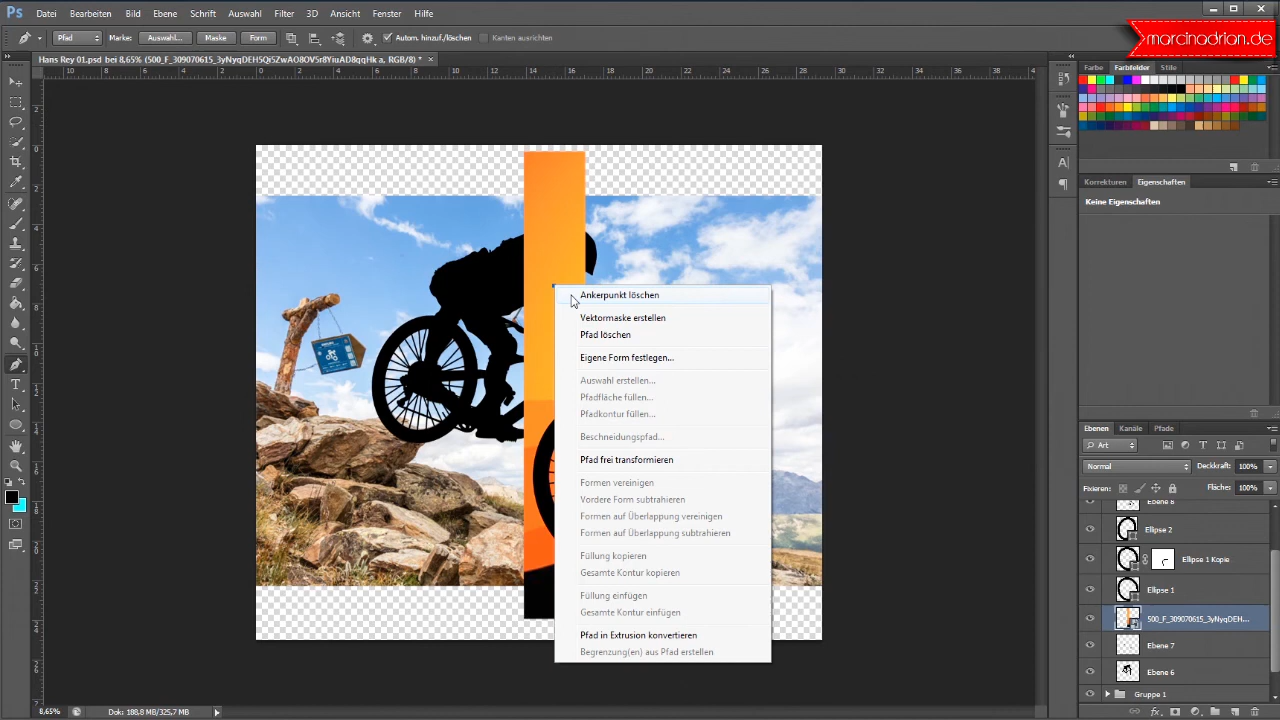 Ps Datei Bearbeiten Bild Ebene Schrift Auswahl Filter 3D Ansicht Fenster Hilfe
marcinadrian.de
Pfad Marke: Auswahl... Maske Form Autom. hinzuf./löschen Kanten ausrichten
Hans Rey 01.psd bei 8,65% (500_F_309070615_3yNyqDEH5Qi5ZwAO8OV5r8YiuAD8qqHk a, RGB/8) *
Farbe Farbfelder Stile
Korrekturen Eigenschaften
Keine Eigenschaften
Ankerpunkt löschen
Vektormaske erstellen
Pfad löschen
Eigene Form festlegen...
Auswahl erstellen...
Pfadfläche füllen...
Pfadkontur füllen...
Beschneidungspfad...
Pfad frei transformieren
Formen vereinigen
Vordere Form subtrahieren
Formen auf Überlappung vereinigen
Formen auf Überlappung subtrahieren
Füllung kopieren
Gesamte Kontur kopieren
Füllung einfügen
Gesamte Kontur einfügen
Pfad in Extrusion konvertieren
Begrenzung(en) aus Pfad erstellen
Ebenen Kanäle Pfade
Art
Normal Deckkraft: 100%
Fixieren: Fläche: 100%
Ebene 8
Ellipse 2
Ellipse 1 Kopie
Ellipse 1
500_F_309070615_3yNyqDEH...
Ebene 7
Ebene 6
Gruppe 1
8,65% Dok: 188,8 MB/325,7 MB